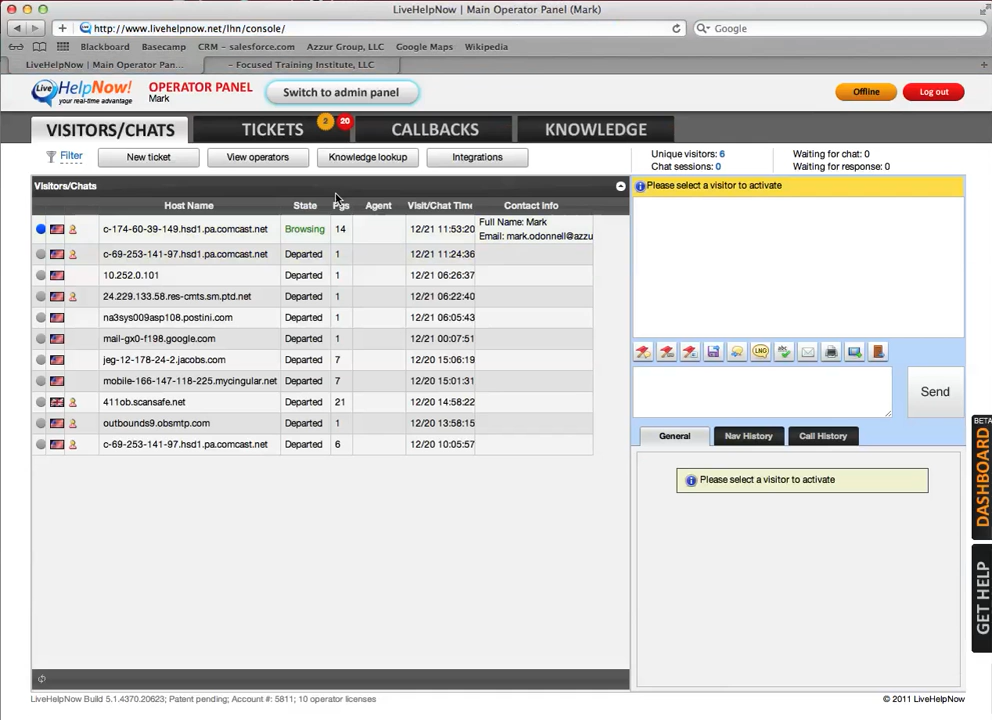 LiveHelpNow | Main Operator Panel (Mark)
http://www.livehelpnow.net/lhn/console/
Google
Blackboard Basecamp CRM – salesforce.com Azzur Group, LLC Google Maps Wikipedia
LiveHelpNow | Main Operator Pan...
– Focused Training Institute, LLC
Live HelpNow!
your real-time advantage
OPERATOR PANEL
Mark
Switch to admin panel
Offline
Log out
VISITORS/CHATS
TICKETS
2
20
CALLBACKS
KNOWLEDGE
Filter
New ticket
View operators
Knowledge lookup
Integrations
Unique visitors: 6
Chat sessions: 0
Waiting for chat: 0
Waiting for response: 0
Visitors/Chats
Host Name State Pgs Agent Visit/Chat Time Contact Info
c-174-60-39-149.hsd1.pa.comcast.net Browsing 14 12/21 11:53:20 Full Name: Mark
Email: mark.odonnell@azzu
c-69-253-141-97.hsd1.pa.comcast.net Departed 1 12/21 11:24:36
10.252.0.101 Departed 1 12/21 06:26:37
24.229.133.58.res-cmts.sm.ptd.net Departed 1 12/21 06:22:40
na3sys009asp108.postini.com Departed 1 12/21 06:05:43
mail-gx0-f198.google.com Departed 1 12/21 00:07:51
jeg-12-178-24-2.jacobs.com Departed 7 12/20 15:06:19
mobile-166-147-118-225.mycingular.net Departed 7 12/20 15:01:31
411ob.scansafe.net Departed 21 12/20 14:58:22
outbounds9.obsmtp.com Departed 1 12/20 13:58:15
c-69-253-141-97.hsd1.pa.comcast.net Departed 6 12/20 10:05:57
Please select a visitor to activate
LNG
abc
Send
General
Nav History
Call History
Please select a visitor to activate
BETA
DASHBOARD
GET HELP
LiveHelpNow Build 5.1.4370.20623; Patent pending; Account #: 5811; 10 operator licenses
© 2011 LiveHelpNow